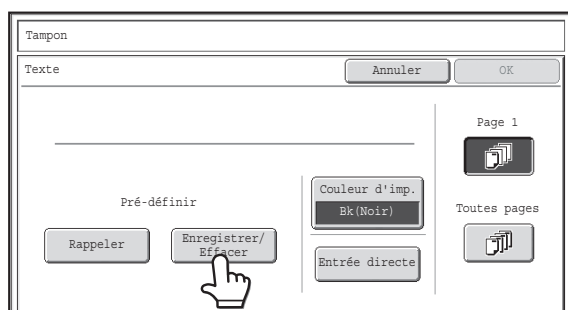 Tampon
Texte
Annuler
OK
Page 1
Pré-définir
Couleur d'imp.
Bk(Noir)
Toutes pages
Rappeler
Enregistrer/
Effacer
Entrée directe